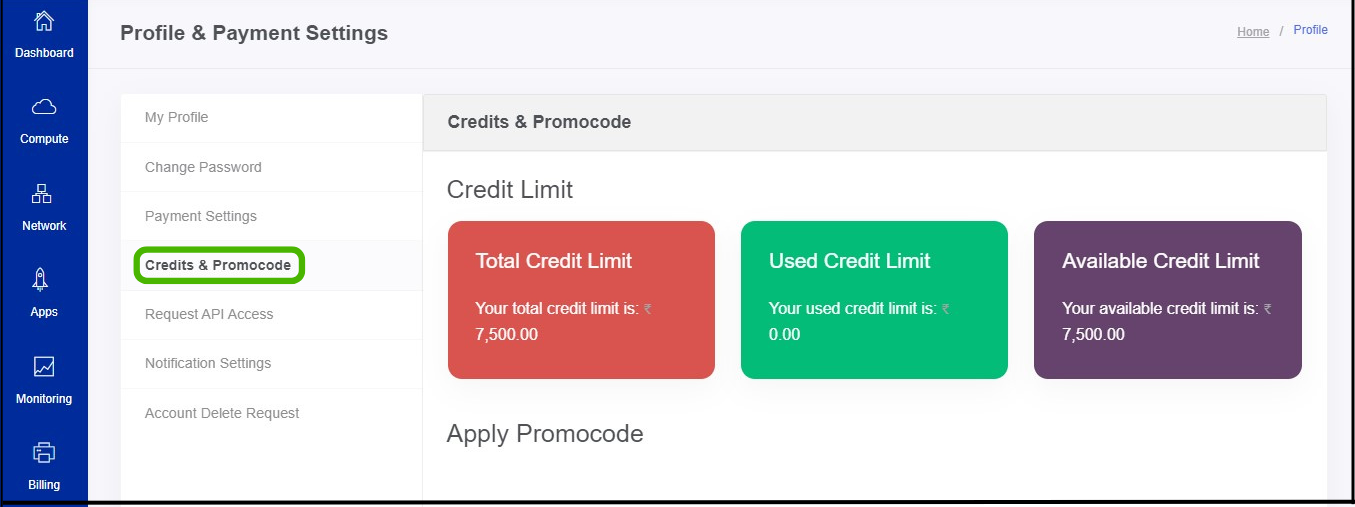 Dashboard
Compute
Network
Apps
Monitoring
Billing
Profile & Payment Settings
Home / Profile
My Profile
Change Password
Payment Settings
Credits & Promocode
Request API Access
Notification Settings
Account Delete Request
Credits & Promocode
Credit Limit
Total Credit Limit
Your total credit limit is: ₹
7,500.00
Used Credit Limit
Your used credit limit is: ₹
0.00
Available Credit Limit
Your available credit limit is: ₹
7,500.00
Apply Promocode